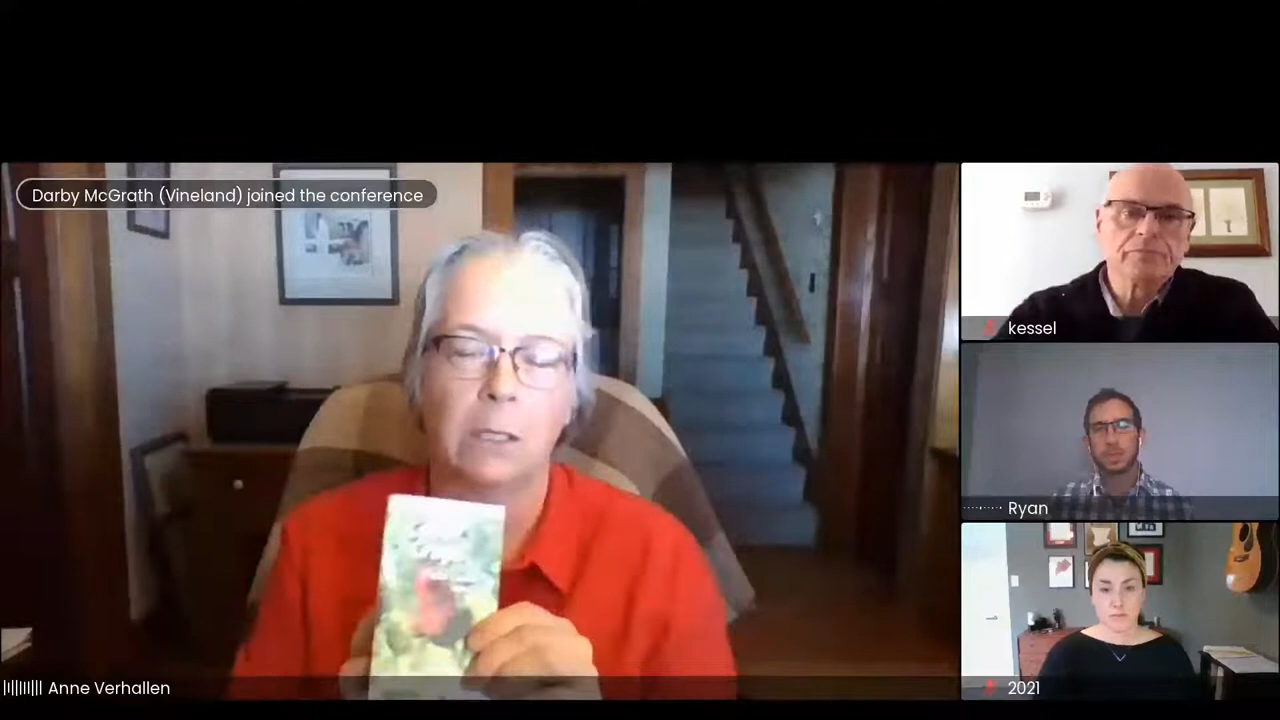 Darby McGrath (Vineland) joined the conference
kessel
Ryan
Anne Verhallen
2021